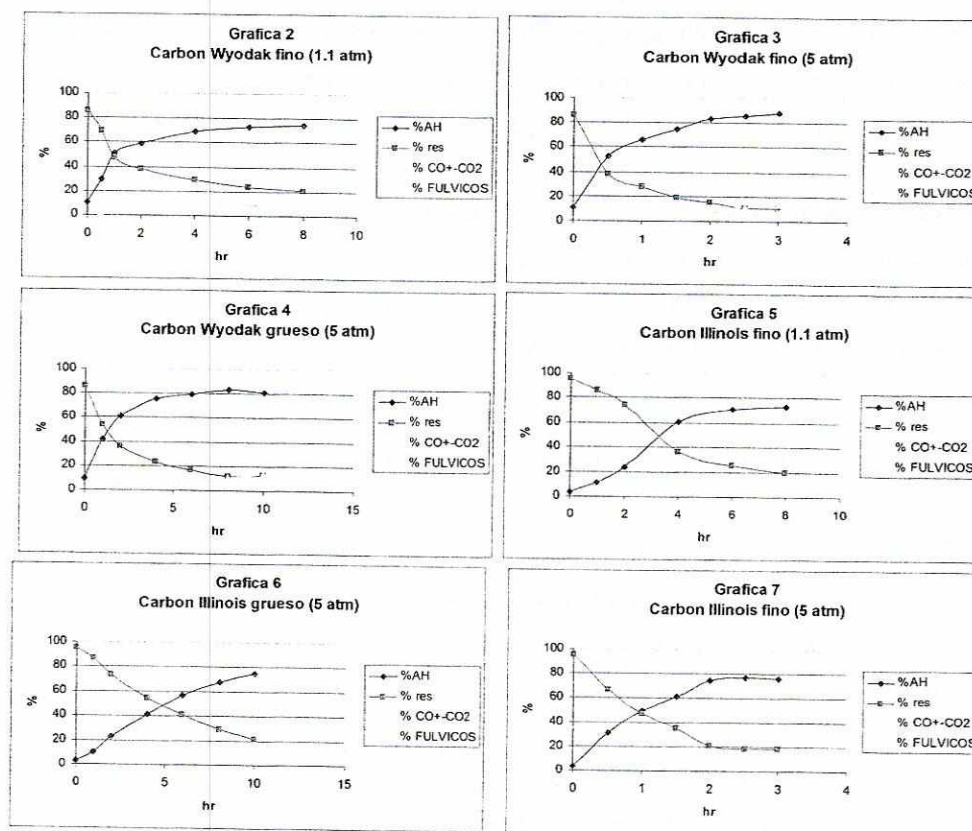 Grafica 2
Carbon Wyodak fino (1.1 atm)
100
80
60
40
20
0
%
0 2 4 6 8 10
hr
%AH
% res
% CO+-CO2
% FULVICOS
Grafica 3
Carbon Wyodak fino (5 atm)
100
80
60
40
20
0
%
0 1 2 3 4
hr
%AH
% res
% CO+-CO2
% FULVICOS
Grafica 4
Carbon Wyodak grueso (5 atm)
100
80
60
40
20
0
%
0 5 10 15
hr
%AH
% res
% CO+-CO2
% FULVICOS
Grafica 5
Carbon Illinois fino (1.1 atm)
100
80
60
40
20
0
%
0 2 4 6 8 10
hr
%AH
% res
% CO+-CO2
% FULVICOS
Grafica 6
Carbon Illinois grueso (5 atm)
100
80
60
40
20
0
%
0 5 10 15
hr
%AH
% res
% CO+-CO2
% FULVICOS
Grafica 7
Carbon Illinois fino (5 atm)
100
80
60
40
20
0
%
0 1 2 3 4
hr
%AH
% res
% CO+-CO2
% FULVICOS